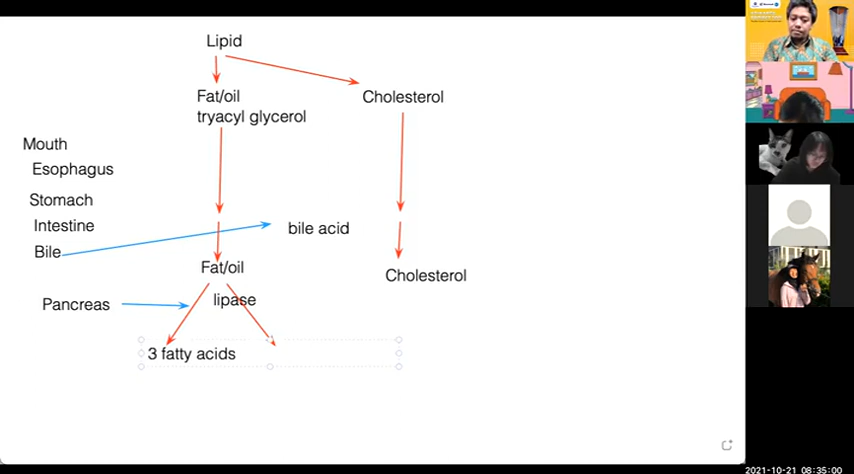 Lipid
Fat/oil
tryacyl glycerol
Cholesterol
Mouth
Esophagus
Stomach
Intestine
Bile
bile acid
Fat/oil
Cholesterol
Pancreas
lipase
3 fatty acids
2021-10-21 08:35:00